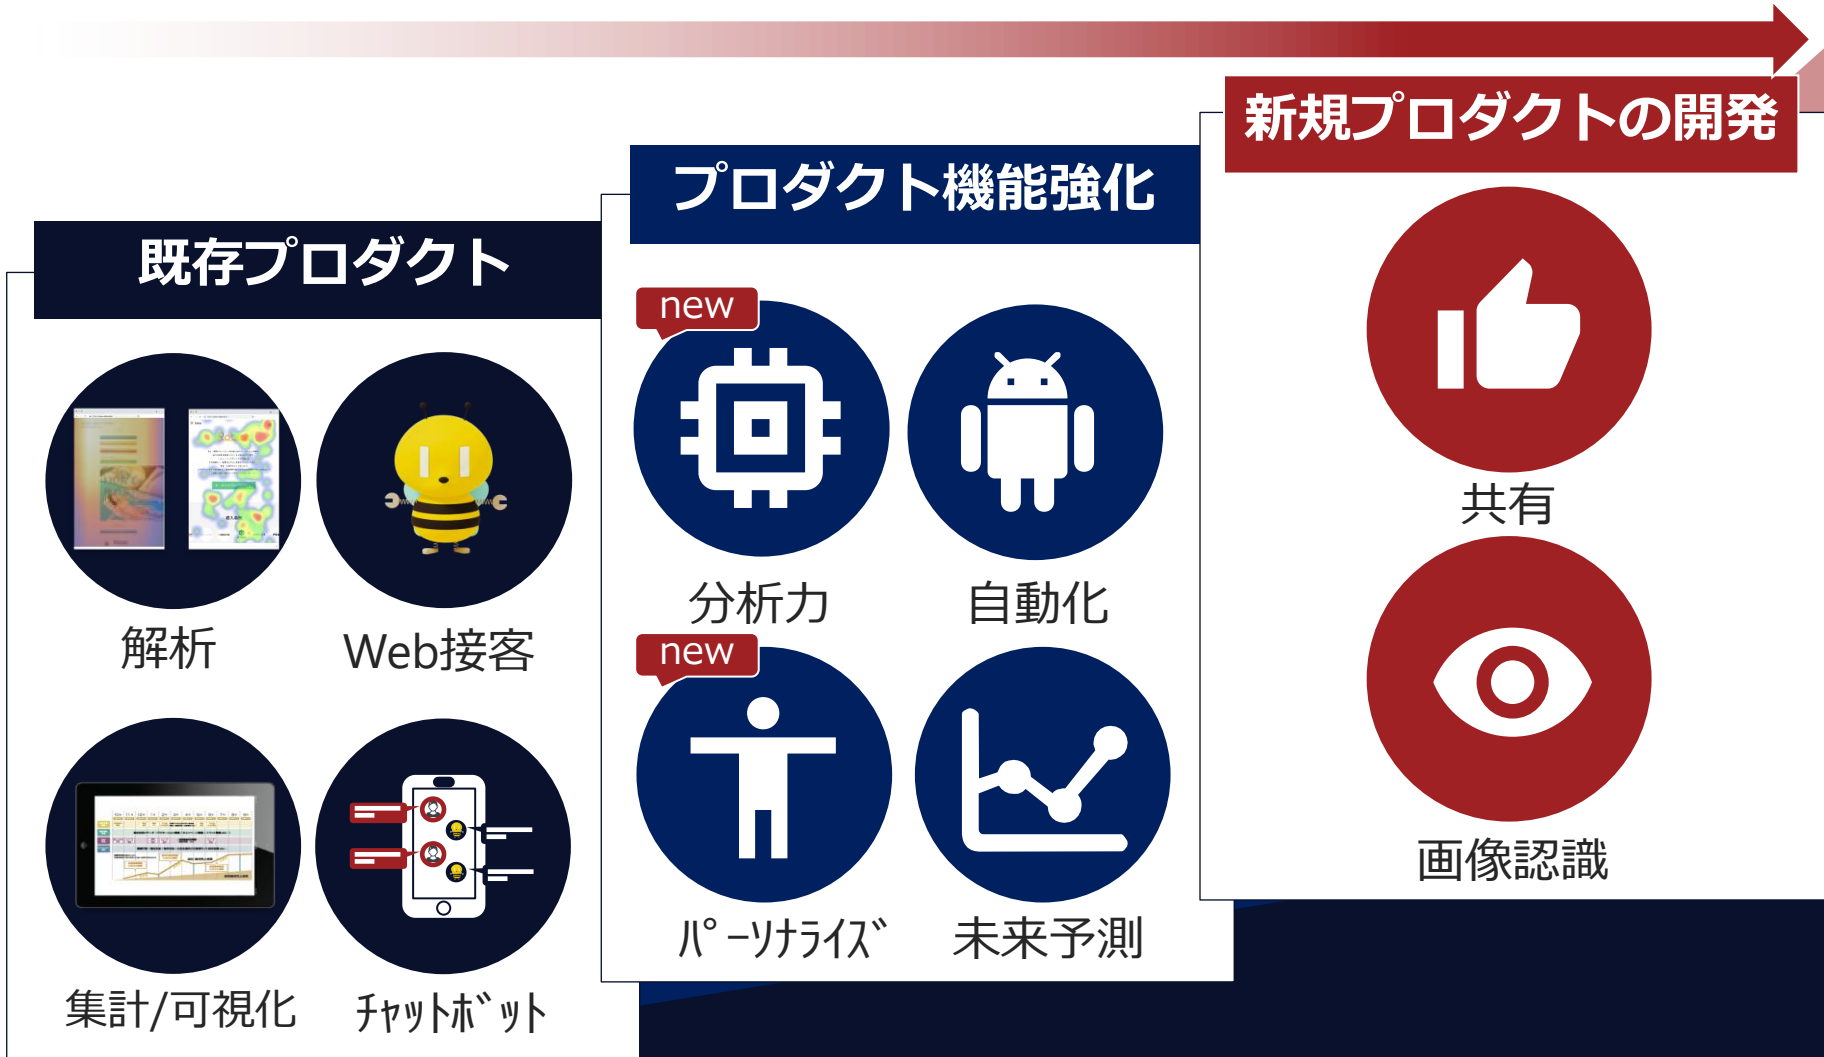 新規プロダクトの開発
プロダクト機能強化
既存プロダクト
解析
Web接客
集計/可視化
ﾁｬｯﾄﾎﾞｯﾄ
new
分析力
自動化
new
ﾊﾟｰｿﾅﾗｲｽﾞ
未来予測
共有
画像認識